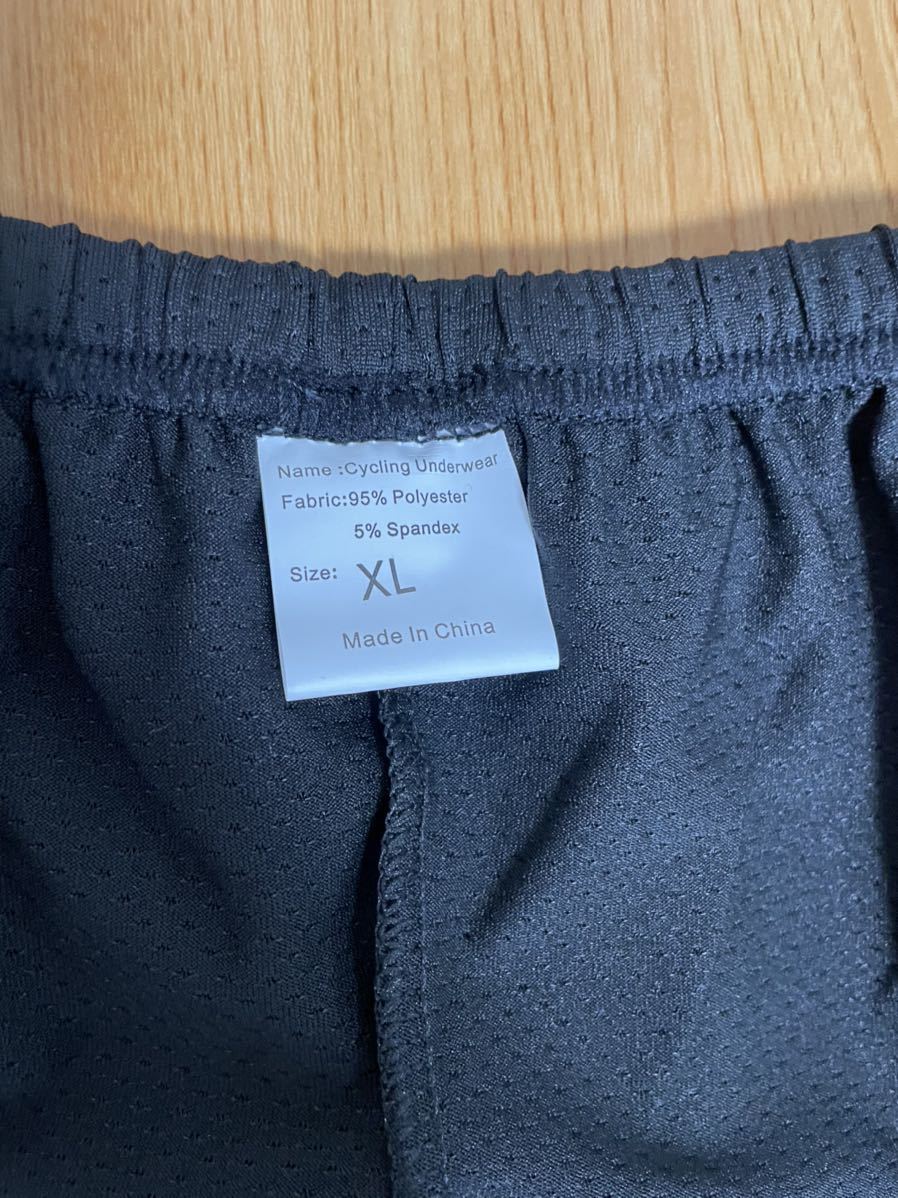 Name :Cycling Underwear
Fabric:95% Polyester
5% Spandex
Size: XL
Made In China